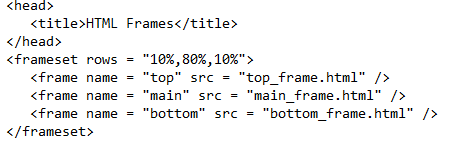 <head>
   <title>HTML Frames</title>
</head>
<frameset rows = "10%,80%,10%">
   <frame name = "top" src = "top_frame.html" />
   <frame name = "main" src = "main_frame.html" />
   <frame name = "bottom" src = "bottom_frame.html" />
</frameset>